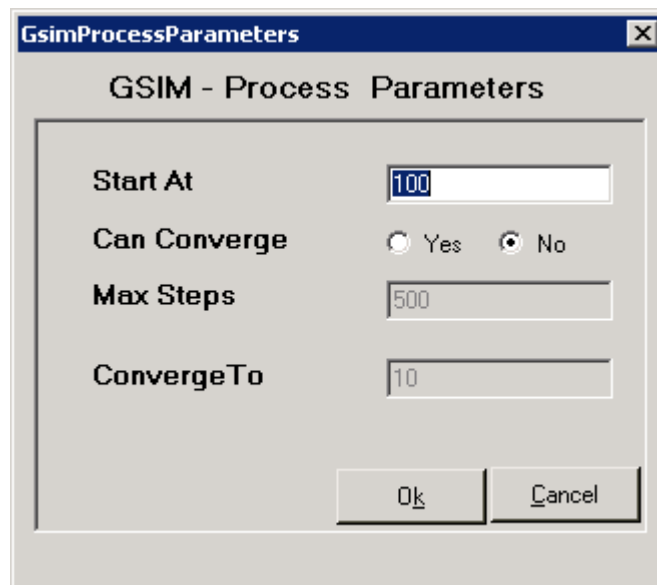 GsimProcessParameters
GSIM - Process Parameters
Start At 100
Can Converge Yes No
Max Steps 500
ConvergeTo 10
Ok Cancel